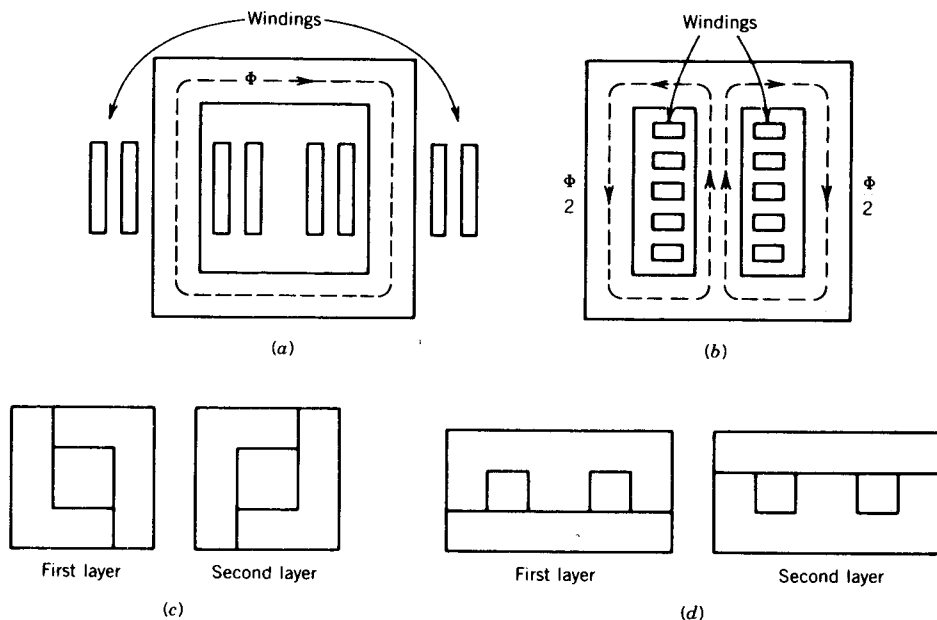 Windings
Φ
(a)
Windings
Φ
2
Φ
2
(b)
First layer
Second layer
(c)
First layer
Second layer
(d)